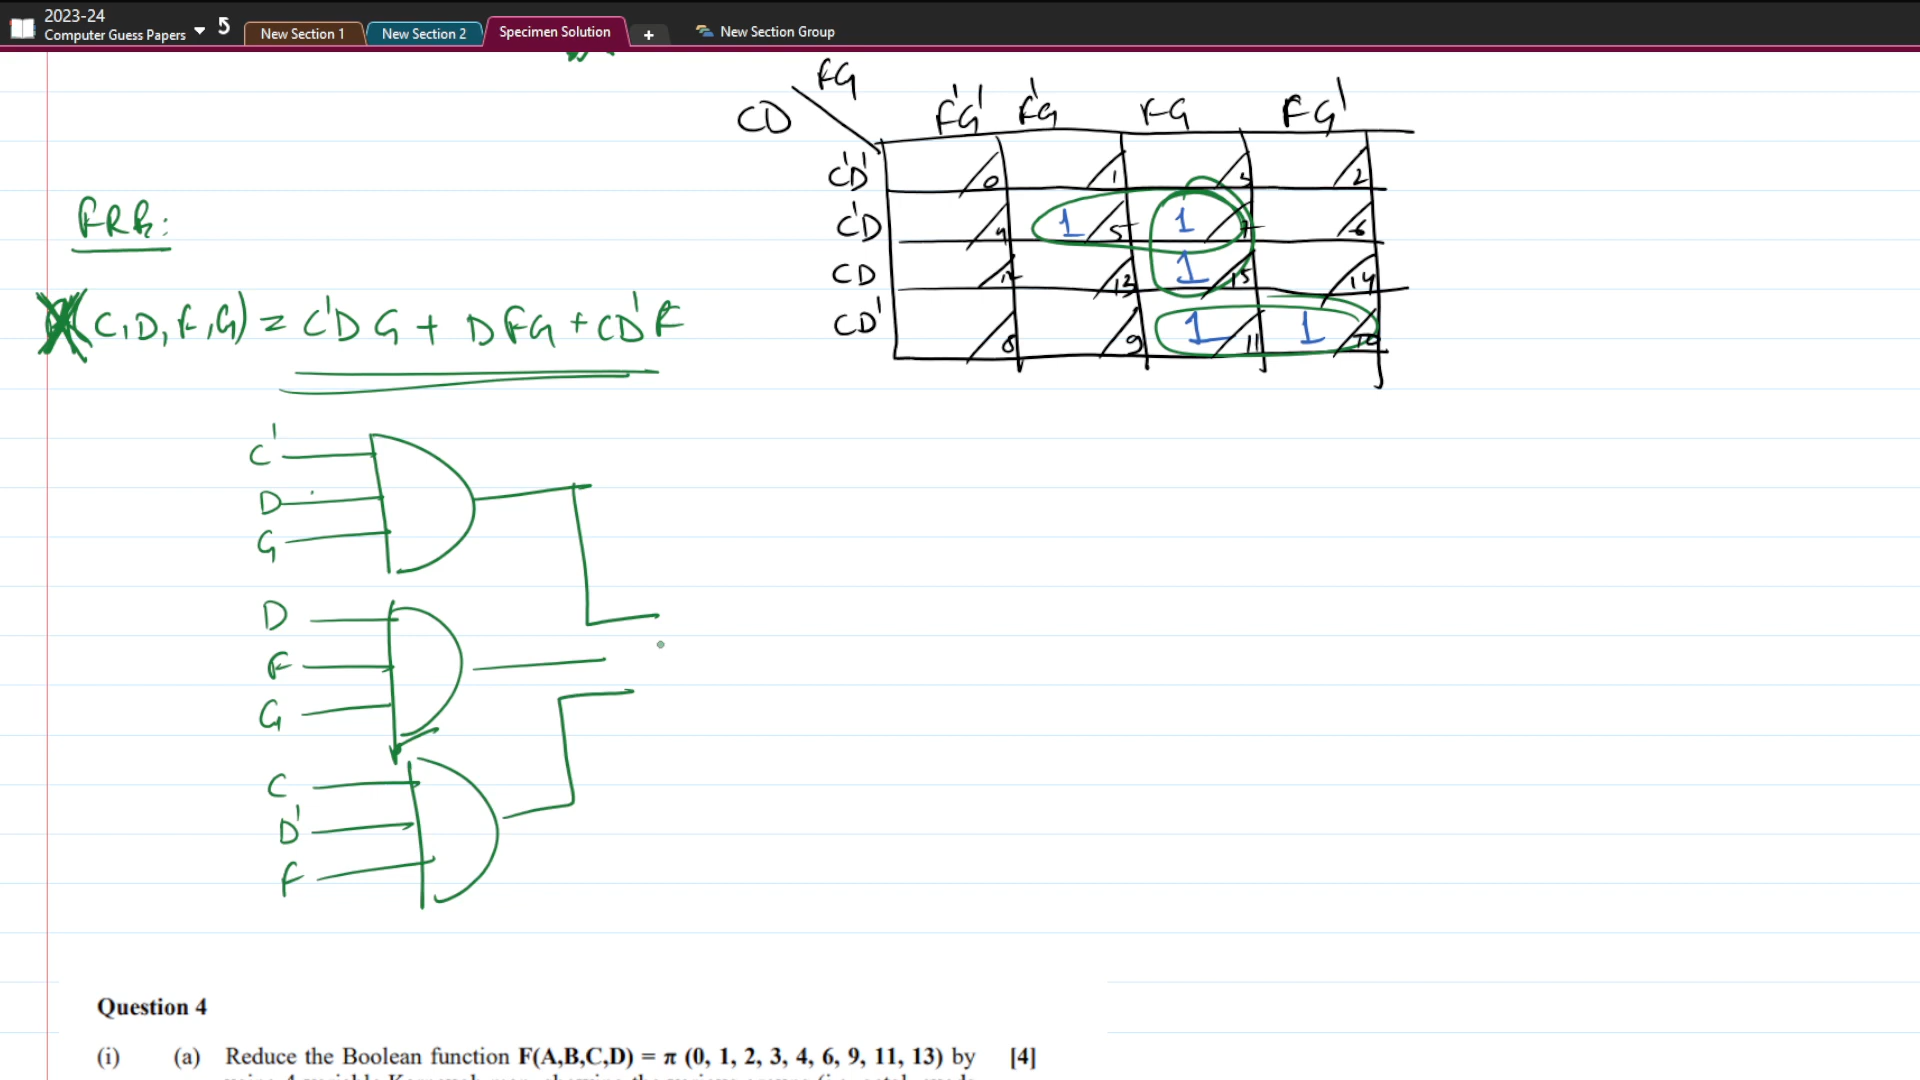 2023-24
Computer Guess Papers
New Section 1
New Section 2
Specimen Solution
+
New Section Group
FG
CD
F'G' F'G FG FG'
C'D' 0 1 3 2
C'D 4 1 5 1 7 6
CD 12 13 1 15 14
CD' 8 9 1 11 1 10
(C,D,F,G) = C'DG + DFG + CD'F
C'
D
G
D
F
G
C
D'
F
Question 4
(i) (a) Reduce the Boolean function F(A,B,C,D) = π (0, 1, 2, 3, 4, 6, 9, 11, 13) by [4]